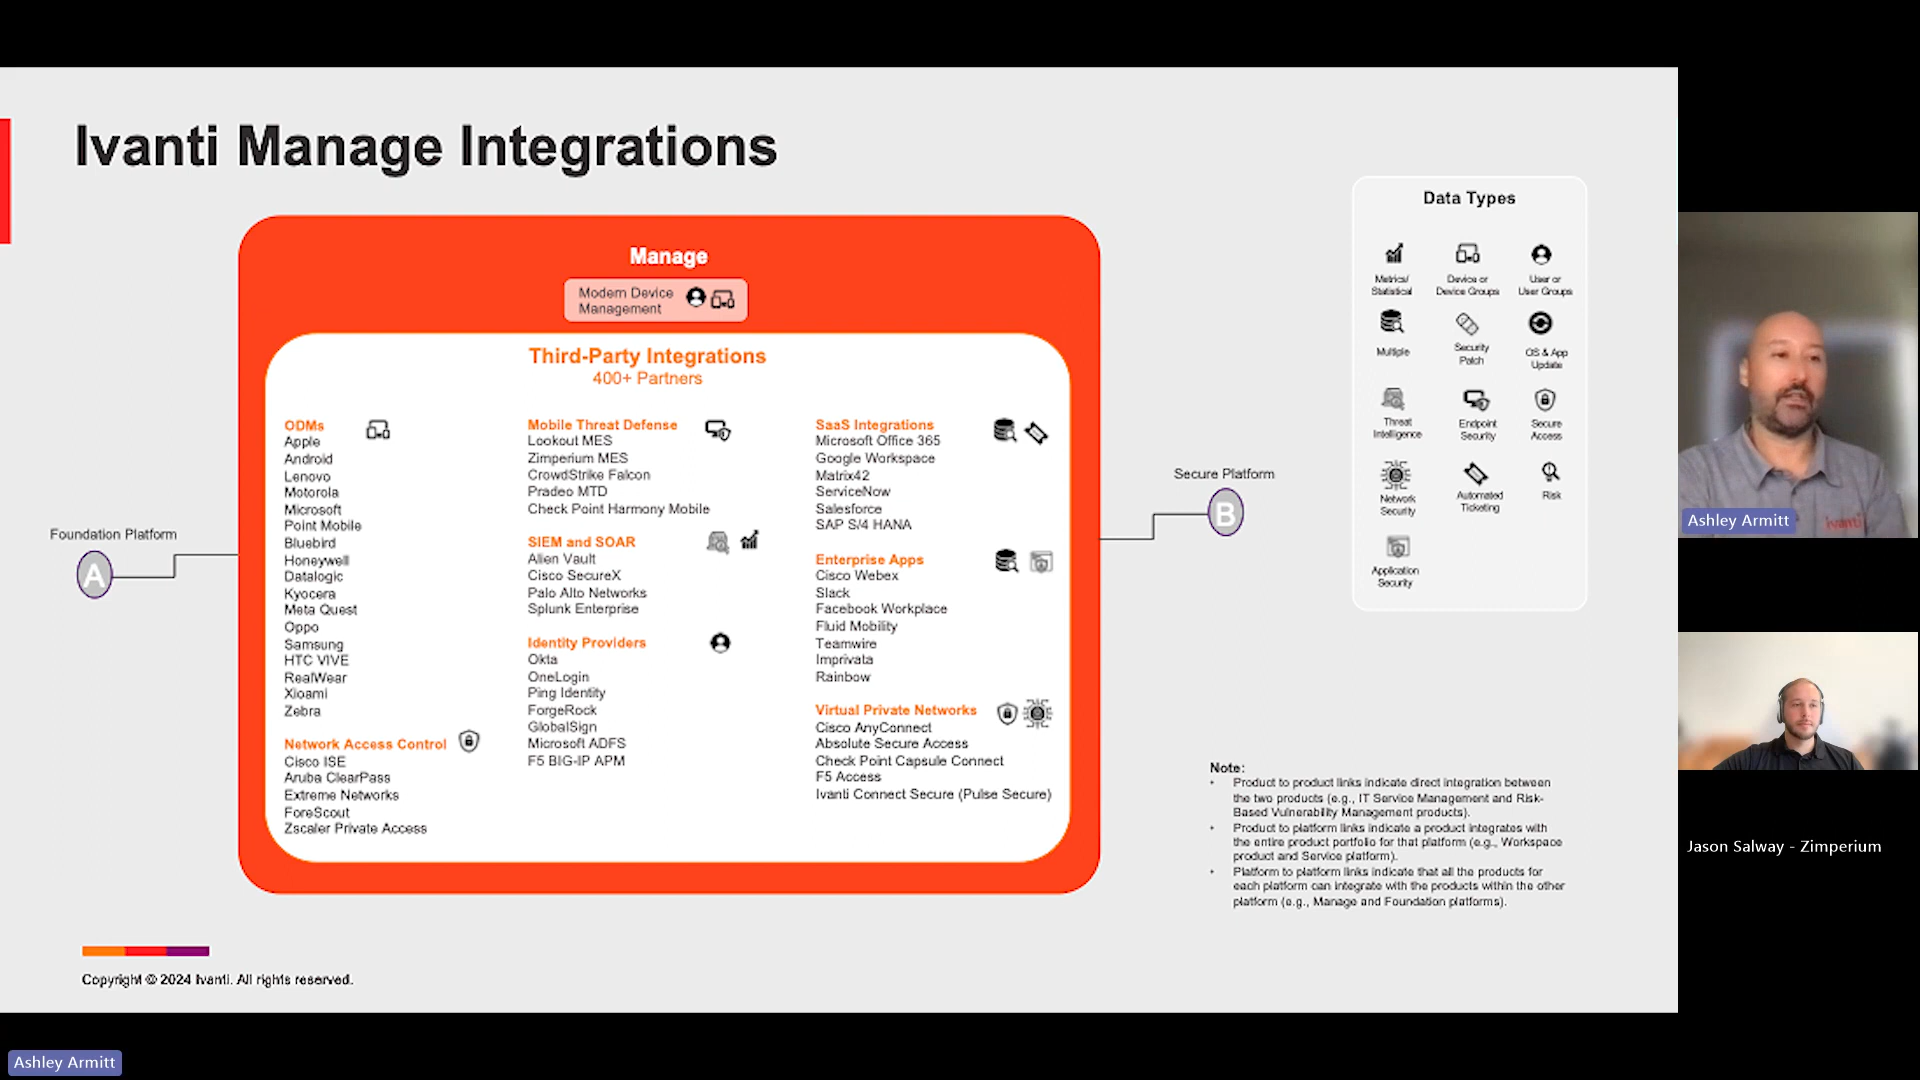 Ivanti Manage Integrations
Manage
Modern Device
Management
Third-Party Integrations
400+ Partners
ODMs
Apple
Android
Lenovo
Motorola
Microsoft
Point Mobile
Bluebird
Honeywell
Datalogic
Kyocera
Meta Quest
Oppo
Samsung
HTC VIVE
RealWear
Xioami
Zebra
Network Access Control
Cisco ISE
Aruba ClearPass
Extreme Networks
ForeScout
Zscaler Private Access
Mobile Threat Defense
Lookout MES
Zimperium MES
CrowdStrike Falcon
Pradeo MTD
Check Point Harmony Mobile
SIEM and SOAR
Alien Vault
Cisco SecureX
Palo Alto Networks
Splunk Enterprise
Identity Providers
Okta
OneLogin
Ping Identity
ForgeRock
GlobalSign
Microsoft ADFS
F5 BIG-IP APM
SaaS Integrations
Microsoft Office 365
Google Workspace
Matrix42
ServiceNow
Salesforce
SAP S/4 HANA
Enterprise Apps
Cisco Webex
Slack
Facebook Workplace
Fluid Mobility
Teamwire
Imprivata
Rainbow
Virtual Private Networks
Cisco AnyConnect
Absolute Secure Access
Check Point Capsule Connect
F5 Access
Ivanti Connect Secure (Pulse Secure)
Foundation Platform
A
Secure Platform
B
Data Types
Metrics/
Statistical
Device or
Device Groups
User or
User Groups
Multiple
Security
Patch
OS & App
Update
Threat
Intelligence
Endpoint
Security
Secure
Access
Network
Security
Automated
Ticketing
Risk
Application
Security
Note:
• Product to product links indicate direct integration between
the two products (e.g., IT Service Management and Risk-
Based Vulnerability Management products).
• Product to platform links indicate a product integrates with
the entire product portfolio for that platform (e.g., Workspace
product and Service platform).
• Platform to platform links indicate that all the products for
each platform can integrate with the products within the other
platform (e.g., Manage and Foundation platforms).
Copyright © 2024 Ivanti. All rights reserved.
Ashley Armitt
ivanti
Jason Salway - Zimperium
Ashley Armitt